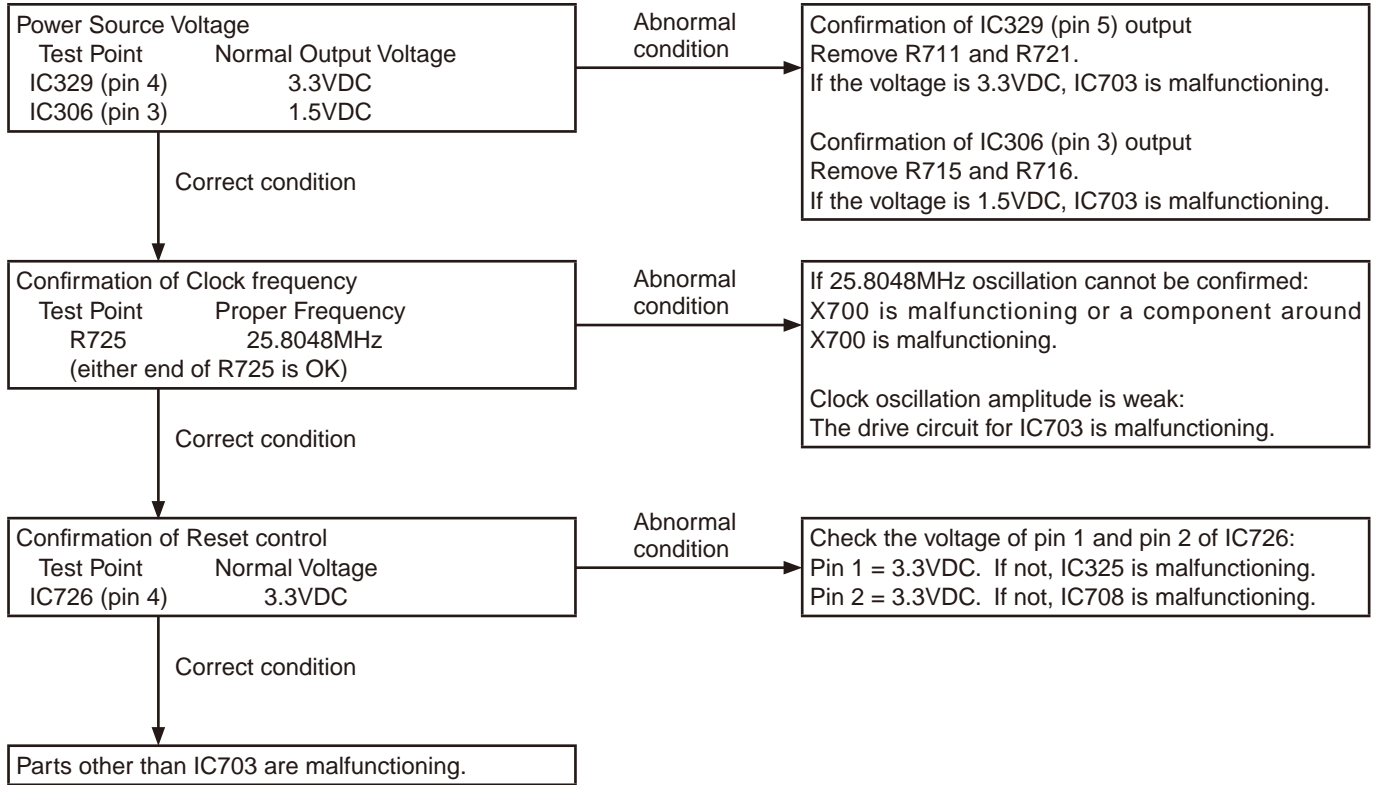 Power Source Voltage
Test Point Normal Output Voltage
IC329 (pin 4) 3.3VDC
IC306 (pin 3) 1.5VDC
Abnormal
condition
Confirmation of IC329 (pin 5) output
Remove R711 and R721.
If the voltage is 3.3VDC, IC703 is malfunctioning.
Confirmation of IC306 (pin 3) output
Remove R715 and R716.
If the voltage is 1.5VDC, IC703 is malfunctioning.
Correct condition
Confirmation of Clock frequency
Test Point Proper Frequency
R725 25.8048MHz
(either end of R725 is OK)
Abnormal
condition
If 25.8048MHz oscillation cannot be confirmed:
X700 is malfunctioning or a component around
X700 is malfunctioning.
Clock oscillation amplitude is weak:
The drive circuit for IC703 is malfunctioning.
Correct condition
Confirmation of Reset control
Test Point Normal Voltage
IC726 (pin 4) 3.3VDC
Abnormal
condition
Check the voltage of pin 1 and pin 2 of IC726:
Pin 1 = 3.3VDC. If not, IC325 is malfunctioning.
Pin 2 = 3.3VDC. If not, IC708 is malfunctioning.
Correct condition
Parts other than IC703 are malfunctioning.